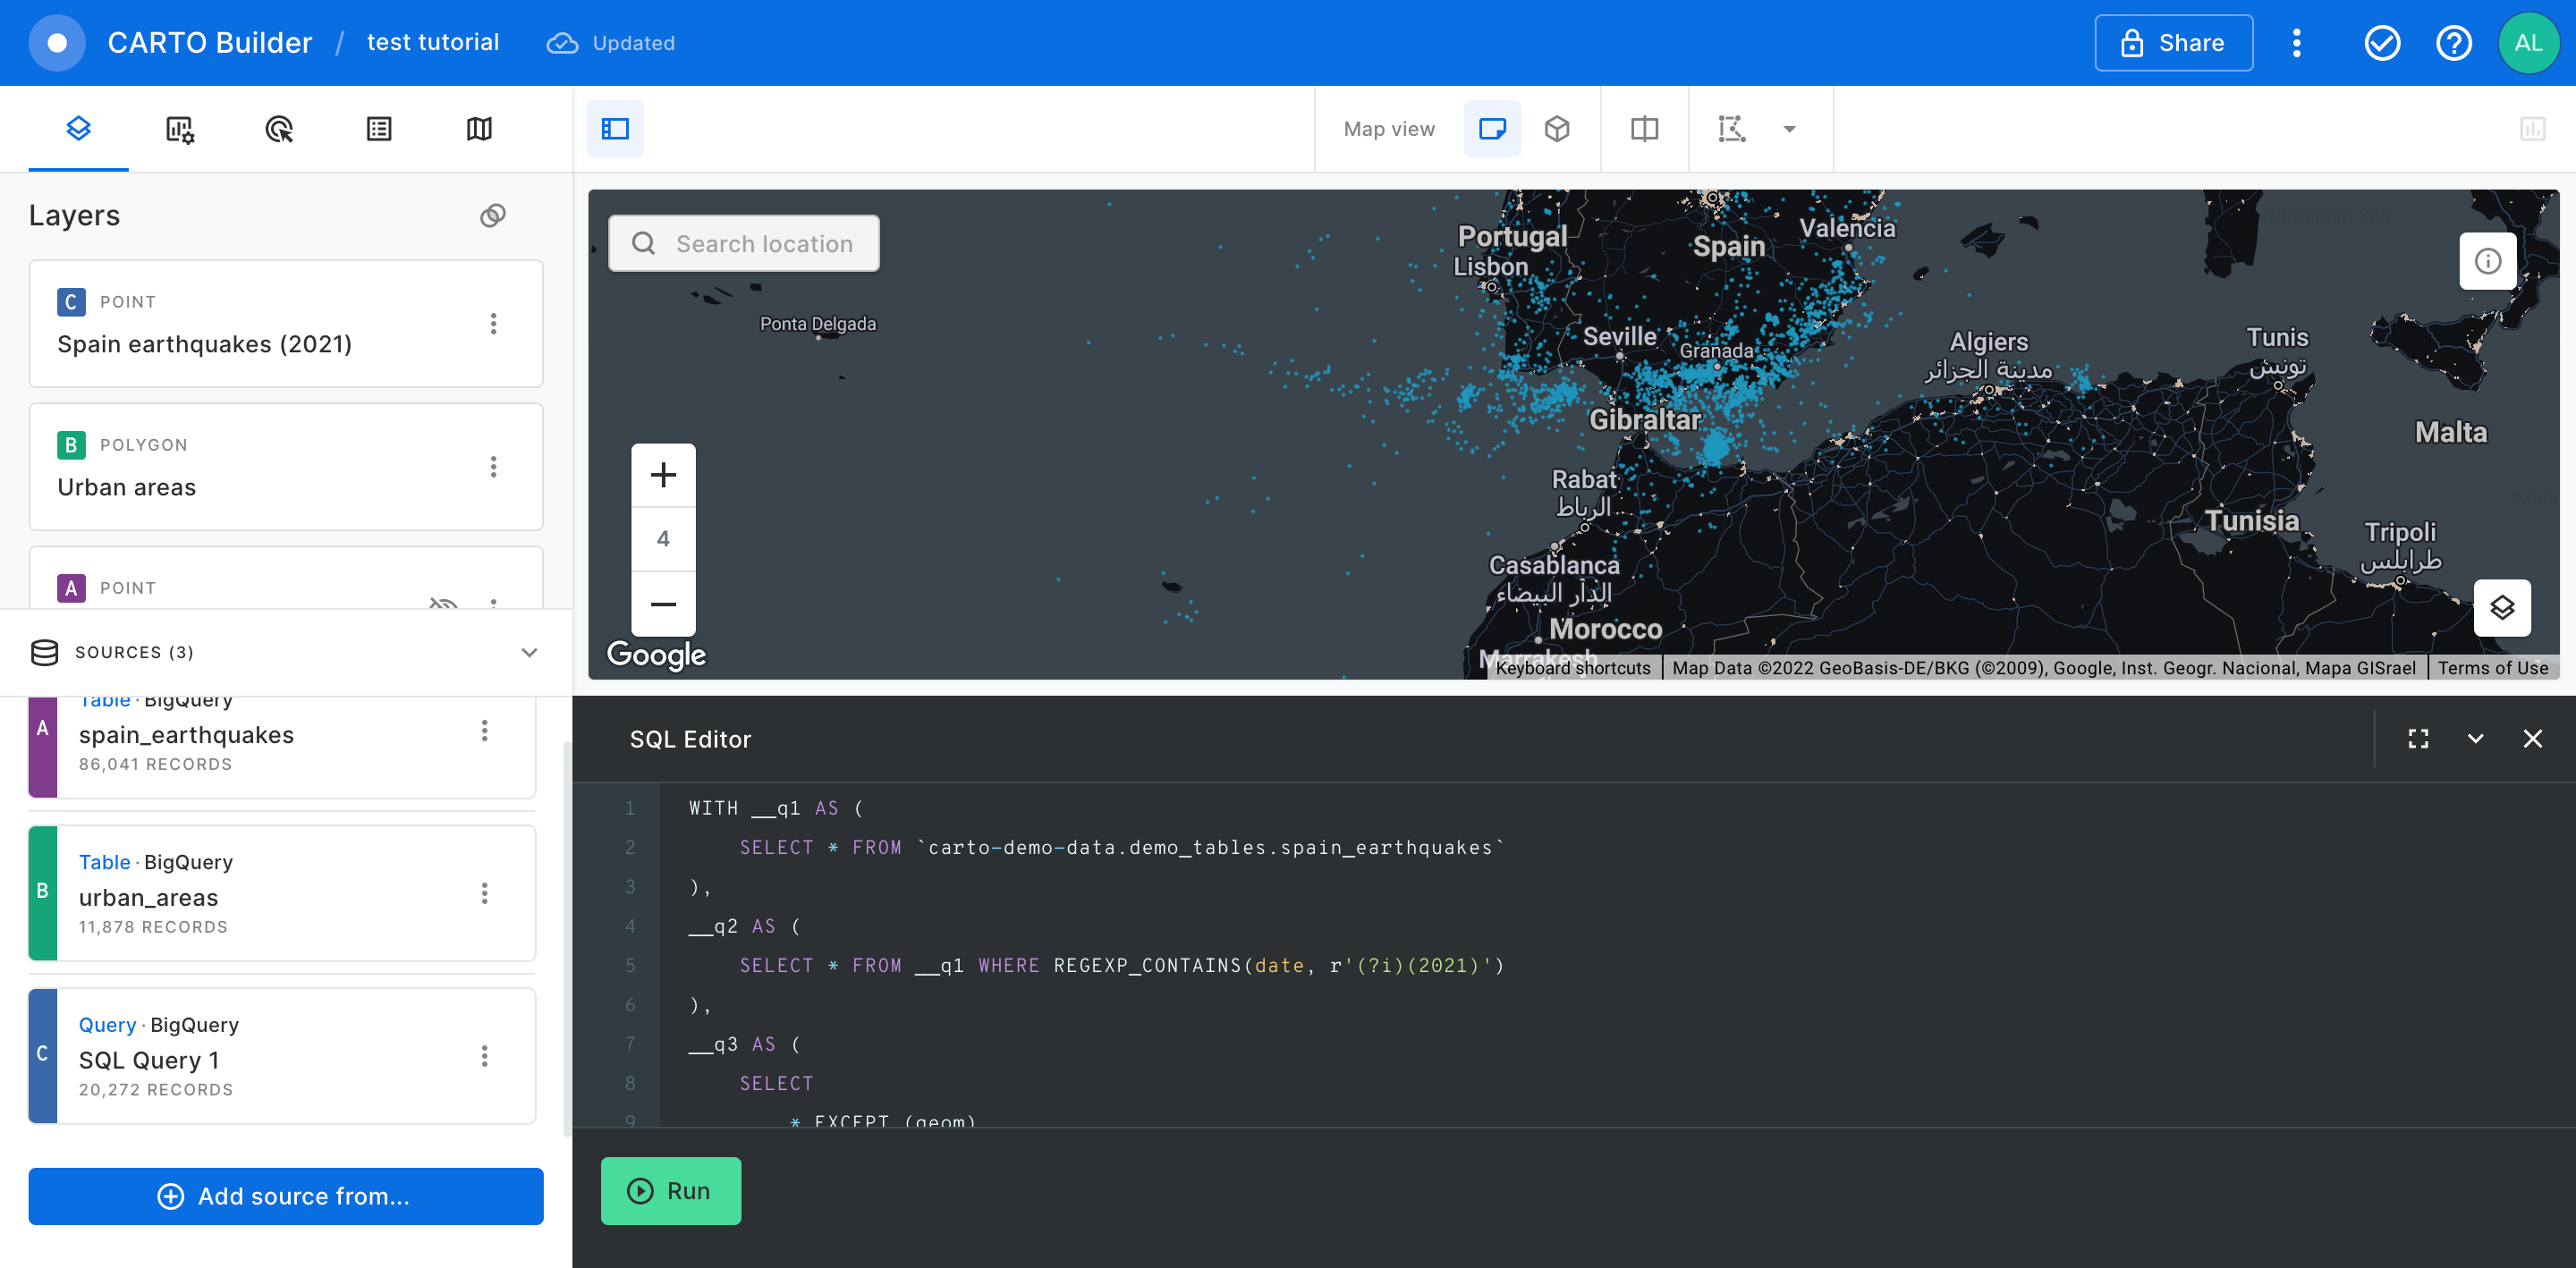 CARTO Builder / test tutorial Updated Share AL
Map view
Layers
C POINT
Spain earthquakes (2021)
B POLYGON
Urban areas
A POINT
SOURCES (3)
A
Table · BigQuery
spain_earthquakes
86,041 RECORDS
B
Table · BigQuery
urban_areas
11,878 RECORDS
C
Query · BigQuery
SQL Query 1
20,272 RECORDS
Add source from...
Search location
Portugal
Lisbon
Spain
Valencia
Ponta Delgada
Seville
Granada
Algiers
مدينة الجزائر
Tunis
تونس
Gibraltar
Malta
Rabat
الرباط
Tunisia
Tripoli
طرابلس
Casablanca
الدار البيضاء
Morocco
Marrakesh
4
Google
Keyboard shortcuts
Map Data ©2022 GeoBasis-DE/BKG (©2009), Google, Inst. Geogr. Nacional, Mapa GISrael
Terms of Use
SQL Editor
1 WITH __q1 AS (
2 SELECT * FROM `carto-demo-data.demo_tables.spain_earthquakes`
3 ),
4 __q2 AS (
5 SELECT * FROM __q1 WHERE REGEXP_CONTAINS(date, r'(?i)(2021)')
6 ),
7 __q3 AS (
8 SELECT
9 * EXCEPT (geom)
Run